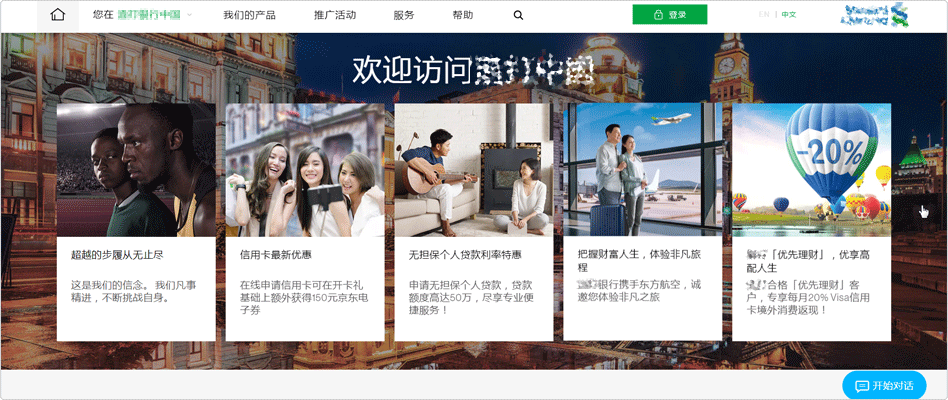 您在
我们的产品
推广活动
服务
帮助
登录
EN | 中文
欢迎访问
超越的步履从无止尽
这是我们的信念。 我们凡事
精进，不断挑战自身。
信用卡最新优惠
在线申请信用卡可在开卡礼
基础上额外获得150元京东电
子券
无担保个人贷款利率特惠
申请无担保个人贷款，贷款
额度高达50万，尽享专业便
捷服务！
把握财富人生，体验非凡旅
程
银行携手东方航空，诚
邀您体验非凡之旅
-20%
「优先理财」，优享高
配人生
合格「优先理财」客
户，专享每月20% Visa信用
卡境外消费返现！
开始对话